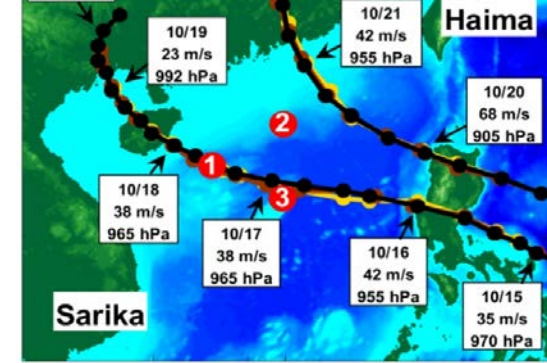 Haima
10/21
42 m/s
955 hPa
10/19
23 m/s
992 hPa
10/20
68 m/s
905 hPa
2
1
3
10/18
38 m/s
965 hPa
10/17
38 m/s
965 hPa
10/16
42 m/s
955 hPa
10/15
35 m/s
970 hPa
Sarika